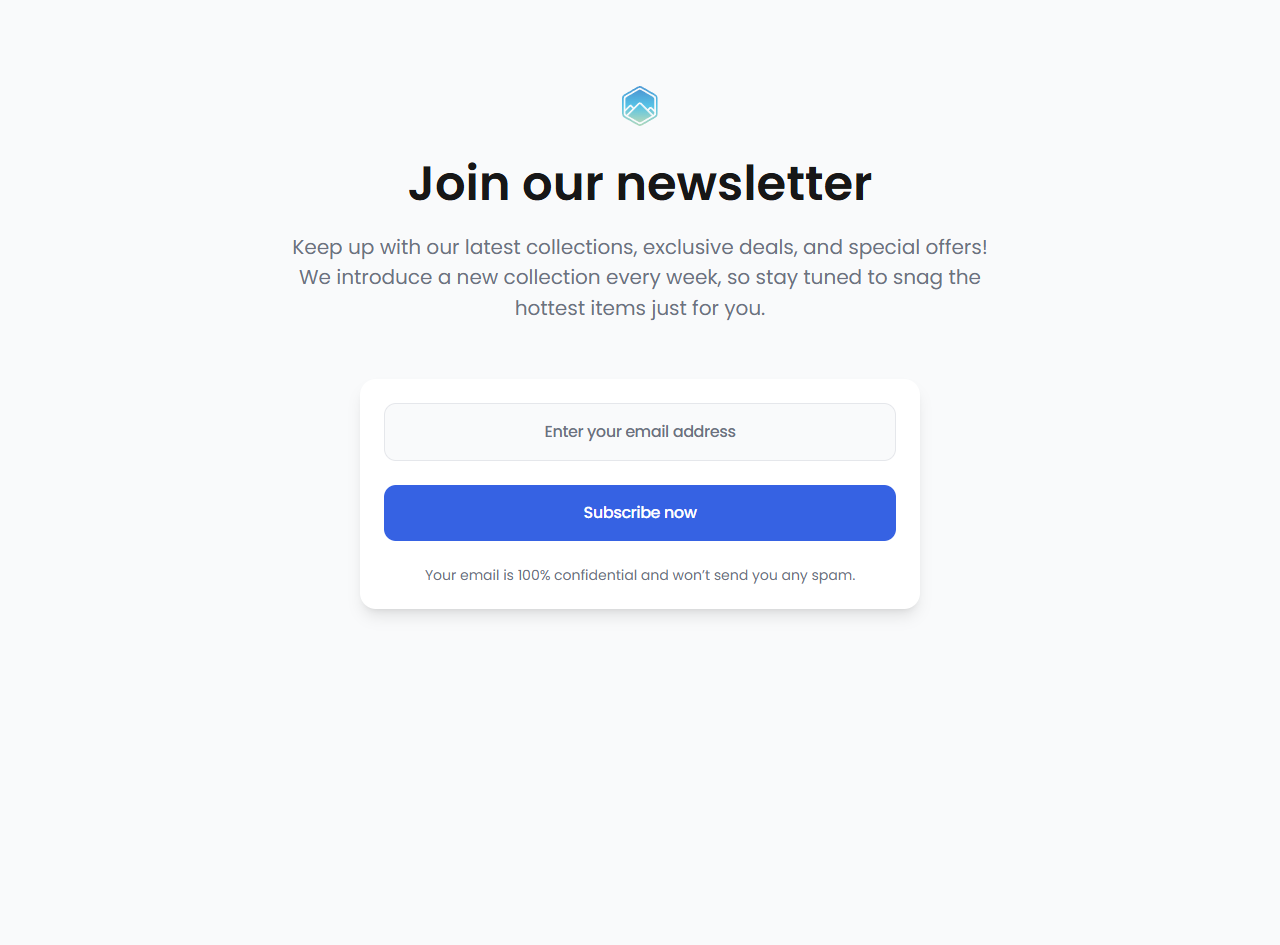 Join our newsletter
Keep up with our latest collections, exclusive deals, and special offers!
We introduce a new collection every week, so stay tuned to snag the
hottest items just for you.
Enter your email address
Subscribe now
Your email is 100% confidential and won’t send you any spam.